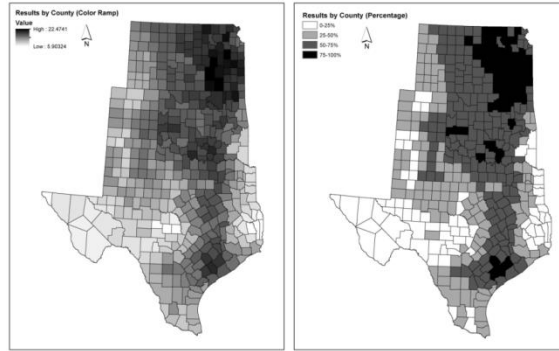 Results by County (Color Ramp)
Value
High : 22.4741
Low : 5.90324
N
Results by County (Percentage)
0-25%
25-50%
50-75%
75-100%
N